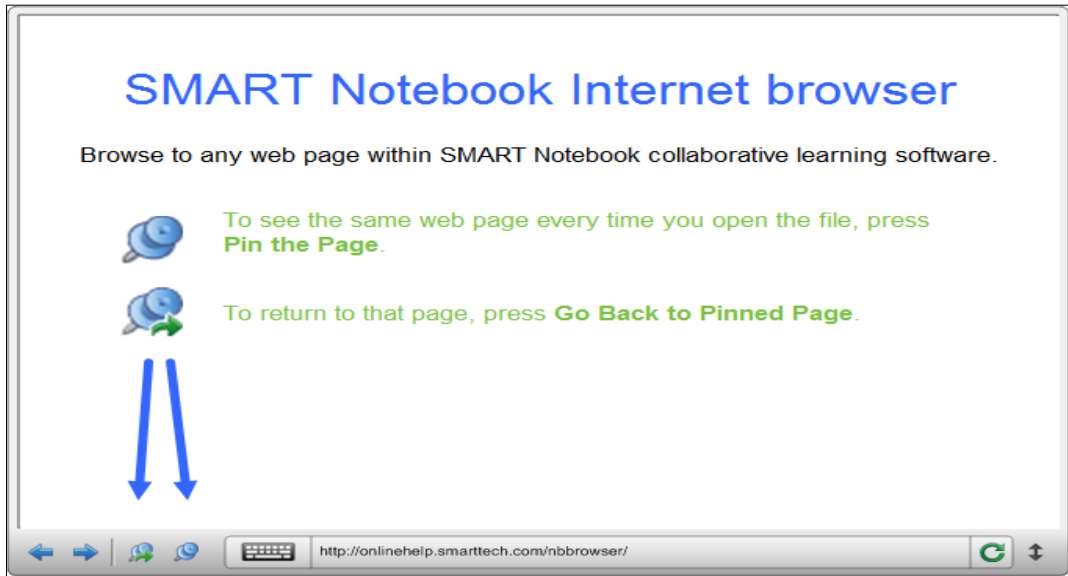 SMART Notebook Internet browser
Browse to any web page within SMART Notebook collaborative learning software.
To see the same web page every time you open the file, press
Pin the Page.
To return to that page, press Go Back to Pinned Page.
http://onlinehelp.smarttech.com/nbbrowser/